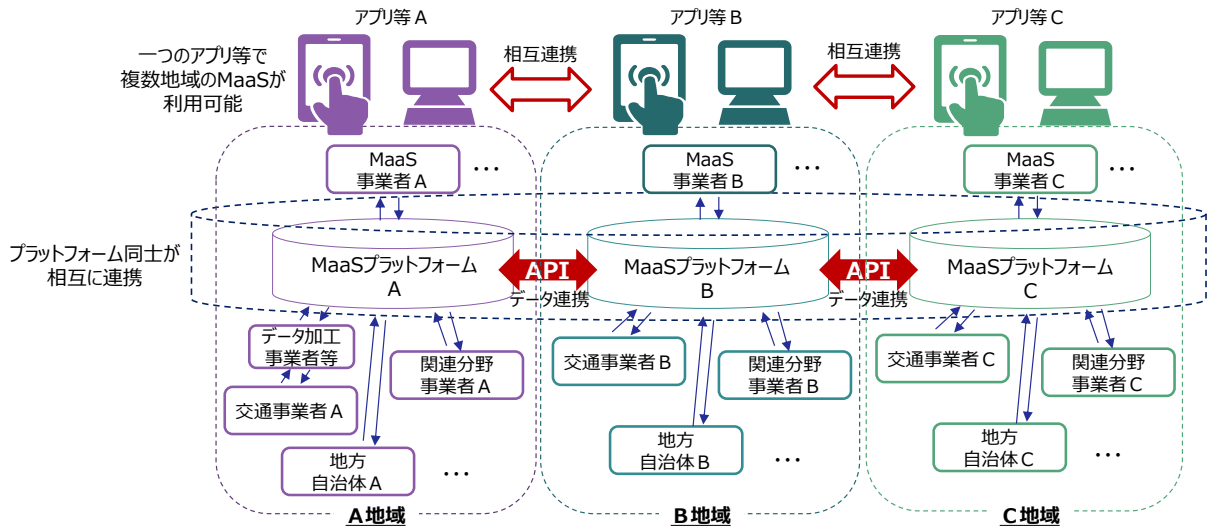 アプリ等A
アプリ等B
アプリ等C
一つのアプリ等で
複数地域のMaaSが
利用可能
相互連携
相互連携
MaaS
事業者A
…
MaaS
事業者B
…
MaaS
事業者C
…
プラットフォーム同士が
相互に連携
MaaSプラットフォーム
A
API
データ連携
MaaSプラットフォーム
B
API
データ連携
MaaSプラットフォーム
C
データ加工
事業者等
交通事業者A
関連分野
事業者A
地方
自治体A
…
交通事業者B
関連分野
事業者B
地方
自治体B
…
交通事業者C
関連分野
事業者C
地方
自治体C
…
A地域
B地域
C地域